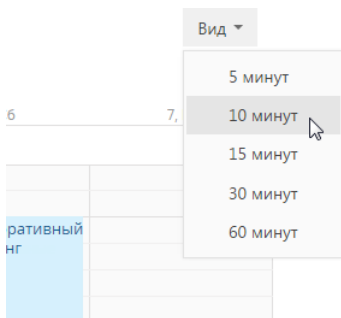 Вид
5 минут
6
7,
10 минут
15 минут
30 минут
ративный
нг
60 минут